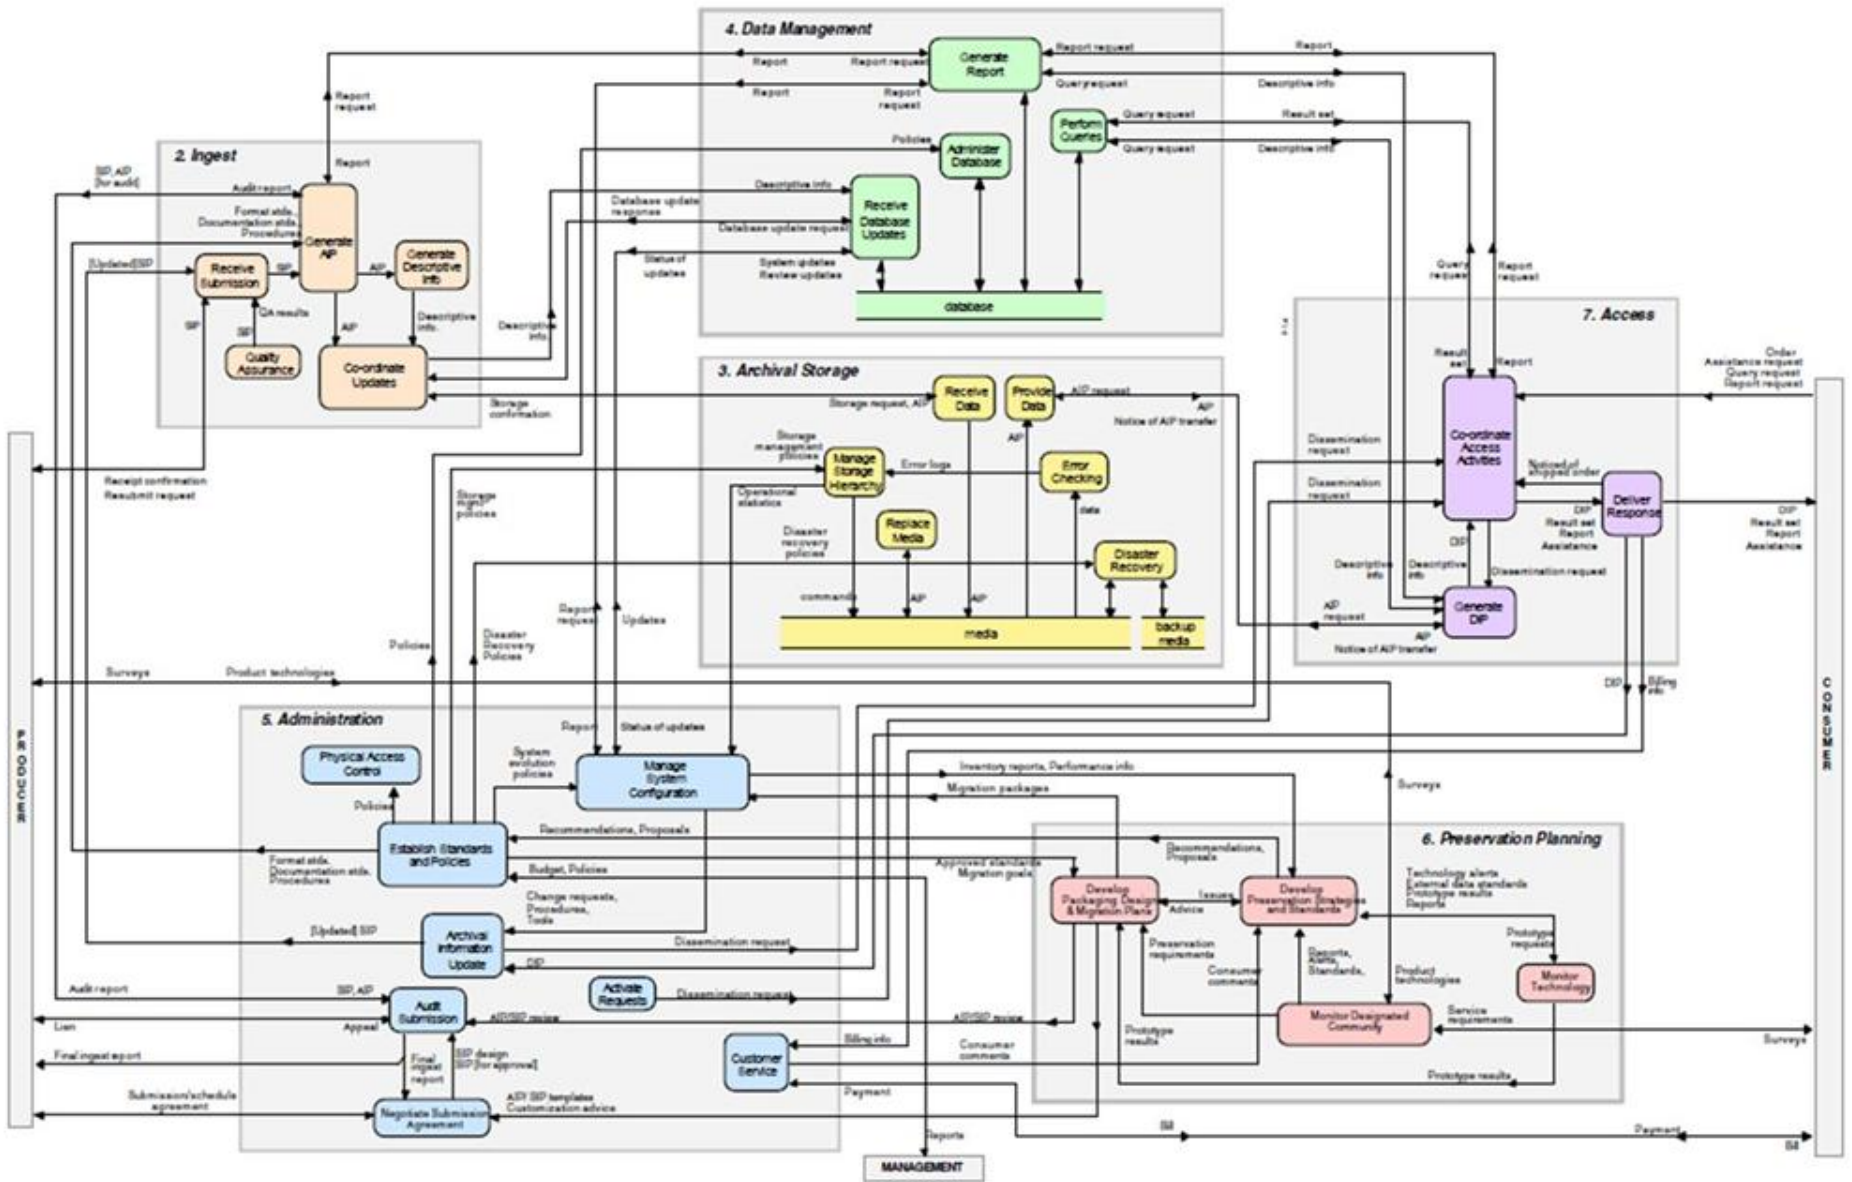 4. Data Management
Generate
Report
Report request
Report
Report
Report request
Query request
Descriptive info
Report
Report
request
Report
request
Perform
Queries
Query request
Result set
Query request
Descriptive info
Policies
Administer
Database
2. Ingest
Report
SIP, AIP
[for audit]
Audit report
Format stds.,
Documentation stds.,
Procedures
Generate
AIP
Descriptive info
Database update
response
Database update request
Receive
Database
Updates
Status of
updates
System updates
Review updates
database
[Updated] SIP
Receive
Submission
SIP
AIP
Generate
Descriptive
Info
QA results
SIP
SIP
AIP
Descriptive
info.
Descriptive
info.
Quality
Assurance
Co-ordinate
Updates
Storage
confirmation
Query
request
Report
request
7. Access
Result
set
Report
Order
Assistance request
Query request
Report request
3. Archival Storage
Storage request, AIP
Receive
Data
Provide
Data
AIP request
AIP
Notice of AIP transfer
AIP
Storage
management
policies
Manage
Storage
Hierarchy
Error logs
Error
Checking
Operational
statistics
data
Replace
Media
Disaster
recovery
policies
Disaster
Recovery
commands
AIP
AIP
media
backup
media
Receipt confirmation
Resubmit request
Storage
mgmt
policies
Dissemination
request
Dissemination
request
Co-ordinate
Access
Activities
Noticed of
shipped order
Deliver
Response
DIP
Result set
Report
Assistance
DIP
Result set
Report
Assistance
DIP
Descriptive
info
Descriptive
info
Dissemination request
Generate
DIP
AIP
request
AIP
Notice of AIP transfer
Report
request
Updates
Policies
Disaster
Recovery
Policies
Surveys
Product technologies
DIP
Billing
info
PRODUCER
CONSUMER
5. Administration
Report
Status of updates
Physical Access
Control
System
evolution
policies
Manage
System
Configuration
Inventory reports, Performance info
Migration packages
Surveys
Policies
Establish Standards
and Policies
Recommendations, Proposals
Budget, Policies
Format stds.
Documentation stds.
Procedures
Approved standards
Migration goals
6. Preservation Planning
Recommendations,
Proposals
Technology alerts
External data standards
Prototype results
Reports
Develop
Packaging Design
& Migration Plans
Issues
Advice
Develop
Preservation Strategies
and Standards
Change requests,
Procedures,
Tools
Prototype
requests
[Updated] SIP
Archival
Information
Update
Dissemination request
DIP
Preservation
requirements
Consumer
comments
Reports,
Alerts,
Standards,
Product
technologies
Monitor
Technology
Audit report
SIP, AIP
Activate
Requests
Dissemination request
Audit
Submission
AIP/SIP review
AIP/SIP review
Monitor Designated
Community
Service
requirements
Surveys
Lien
Appeal
Final ingest report
Final
ingest
report
SIP design
SIP [for approval]
Customer
Service
Billing info
Consumer
comments
Prototype
results
Prototype results
Payment
Submission/schedule
agreement
Negotiate Submission
Agreement
AIP/ SIP templates
Customization advice
Reports
Bill
Payment
Bill
MANAGEMENT